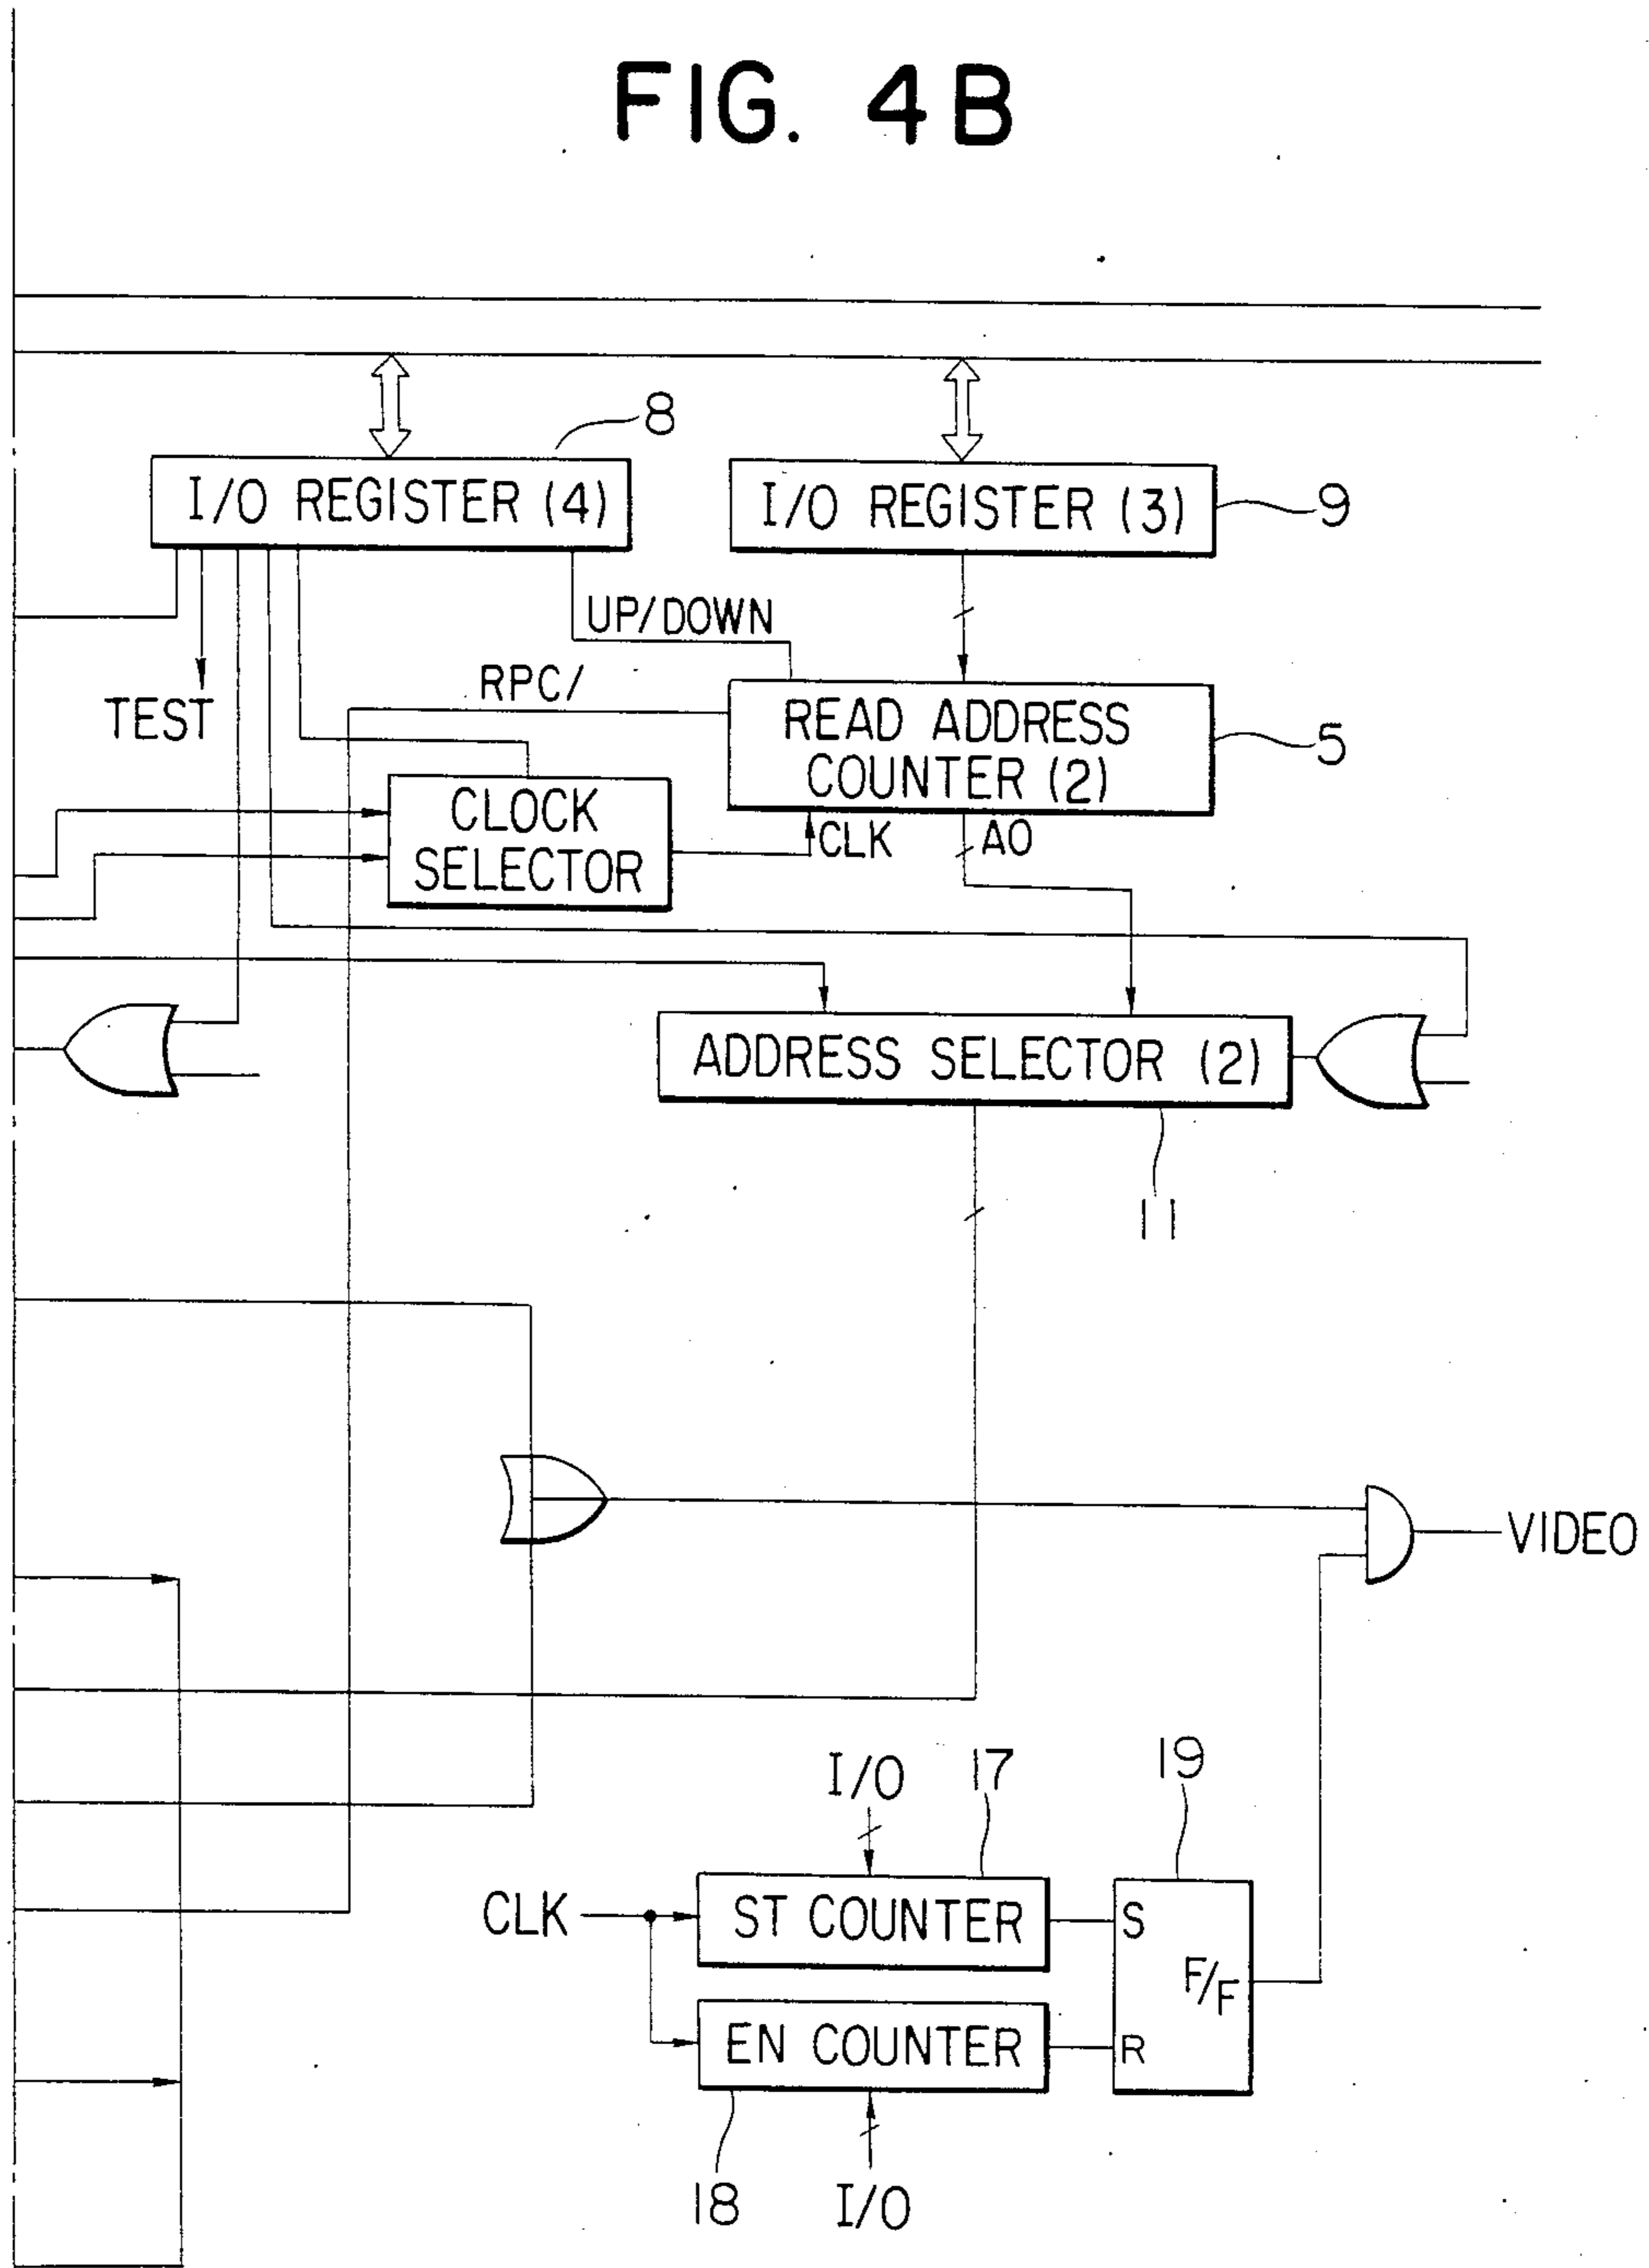 FIG. 4B
8
I/O REGISTER (4)
I/O REGISTER (3)
9
UP/DOWN
RPC/
TEST
READ ADDRESS
COUNTER (2)
5
CLOCK
SELECTOR
CLK
AO
ADDRESS SELECTOR (2)
11
VIDEO
I/O
17
19
CLK
ST COUNTER
S
F/F
EN COUNTER
R
18
I/O